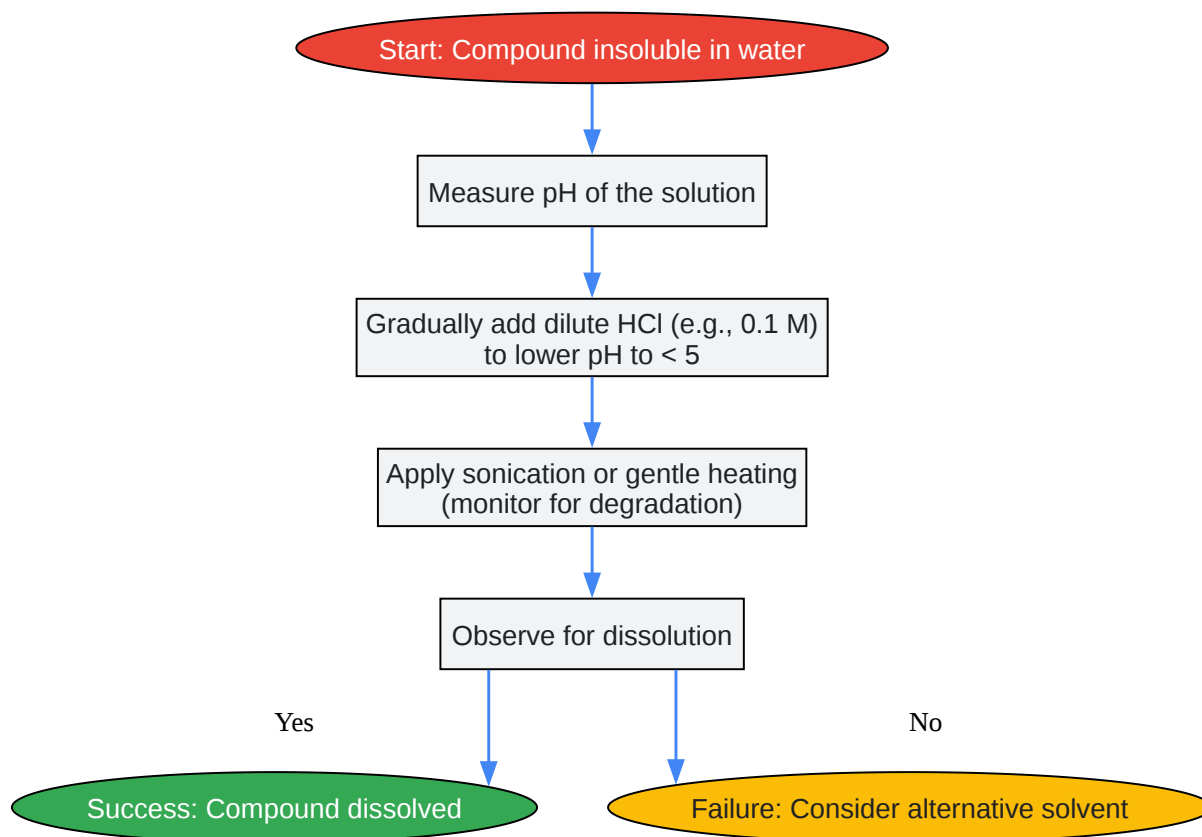 Start: Compound insoluble in water
Measure pH of the solution
Gradually add dilute HCl (e.g., 0.1 M)
to lower pH to < 5
Apply sonication or gentle heating
(monitor for degradation)
Observe for dissolution
Yes
No
Success: Compound dissolved
Failure: Consider alternative solvent